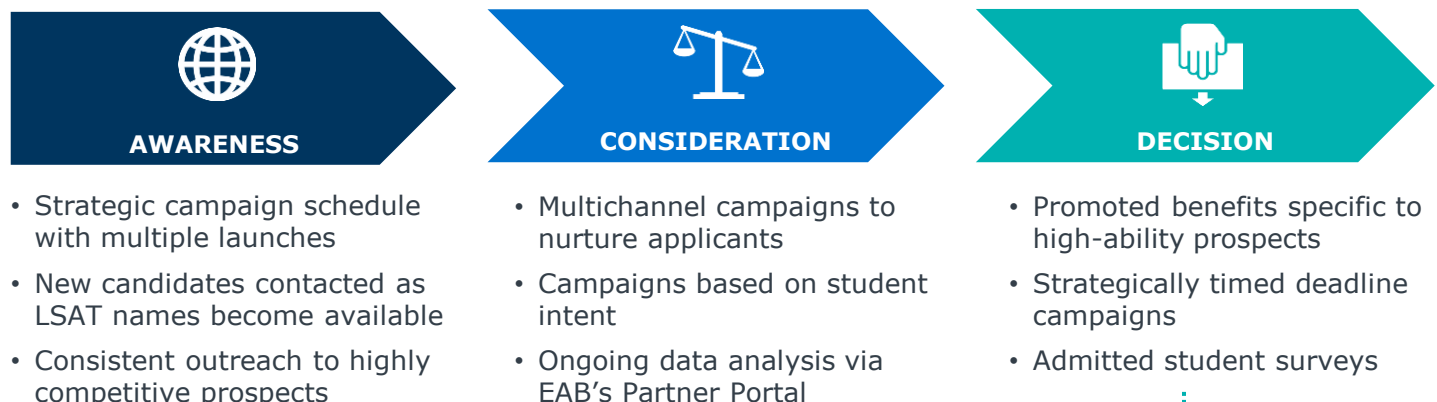 AWARENESS
• Strategic campaign schedule
with multiple launches
• New candidates contacted as
LSAT names become available
• Consistent outreach to highly
competitive prospects
CONSIDERATION
• Multichannel campaigns to
nurture applicants
• Campaigns based on student
intent
• Ongoing data analysis via
EAB’s Partner Portal
DECISION
• Promoted benefits specific to
high-ability prospects
• Strategically timed deadline
campaigns
• Admitted student surveys